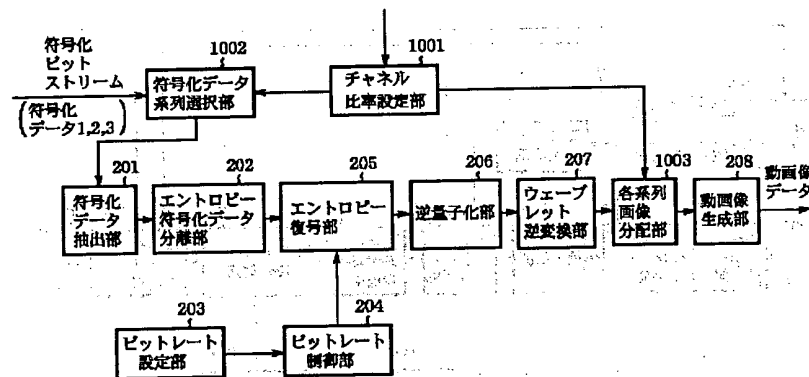 符号化
ビット
ストリーム
(符号化
データ1,2,3)
1002
符号化データ
系列選択部
1001
チャネル
比率設定部
201
符号化
データ
抽出部
202
エントロピー
符号化データ
分離部
205
エントロピー
復号部
206
逆量子化部
207
ウェーブ
レット
逆変換部
1003
各系列
画像
分配部
208
動画像
生成部
動画像
データ
203
ビットレート
設定部
204
ビットレート
制御部